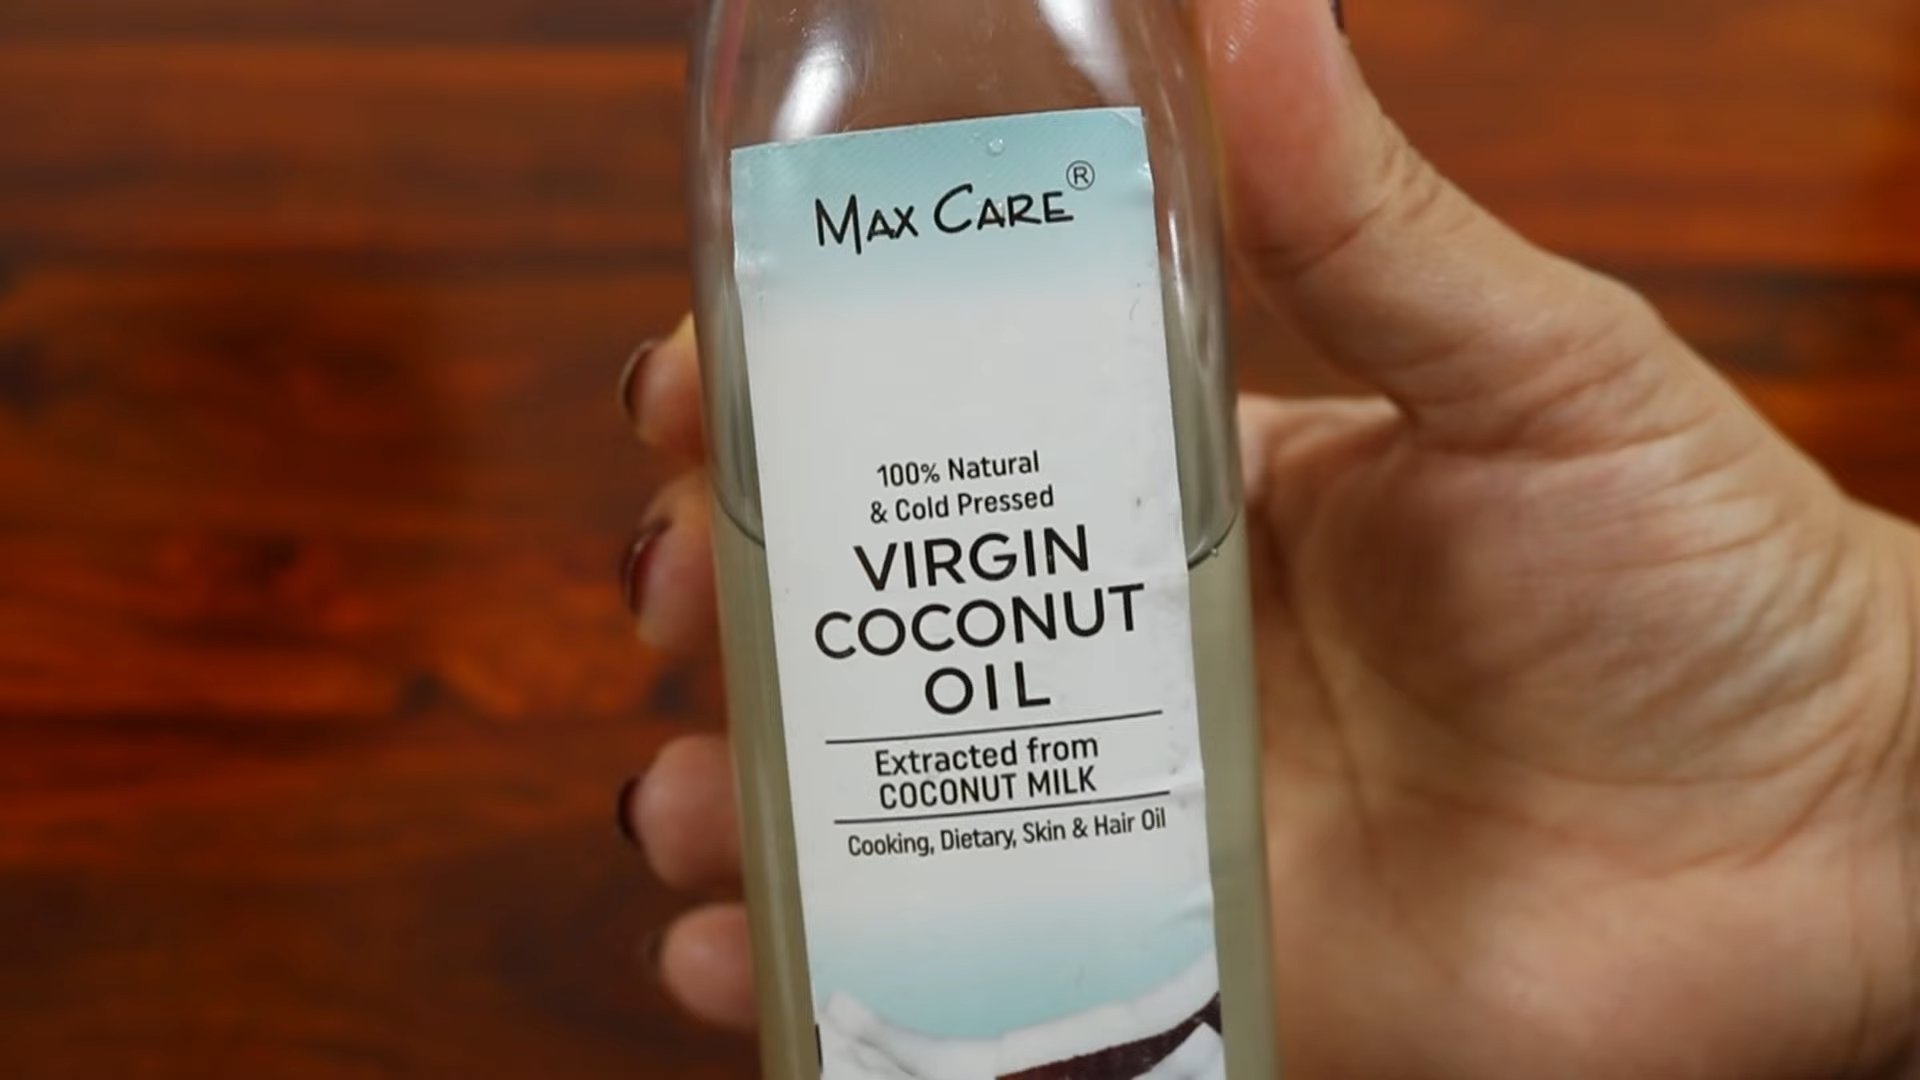 MAX CARE®
100% Natural
& Cold Pressed
VIRGIN
COCONUT
OIL
Extracted from
COCONUT MILK
Cooking, Dietary, Skin & Hair Oil